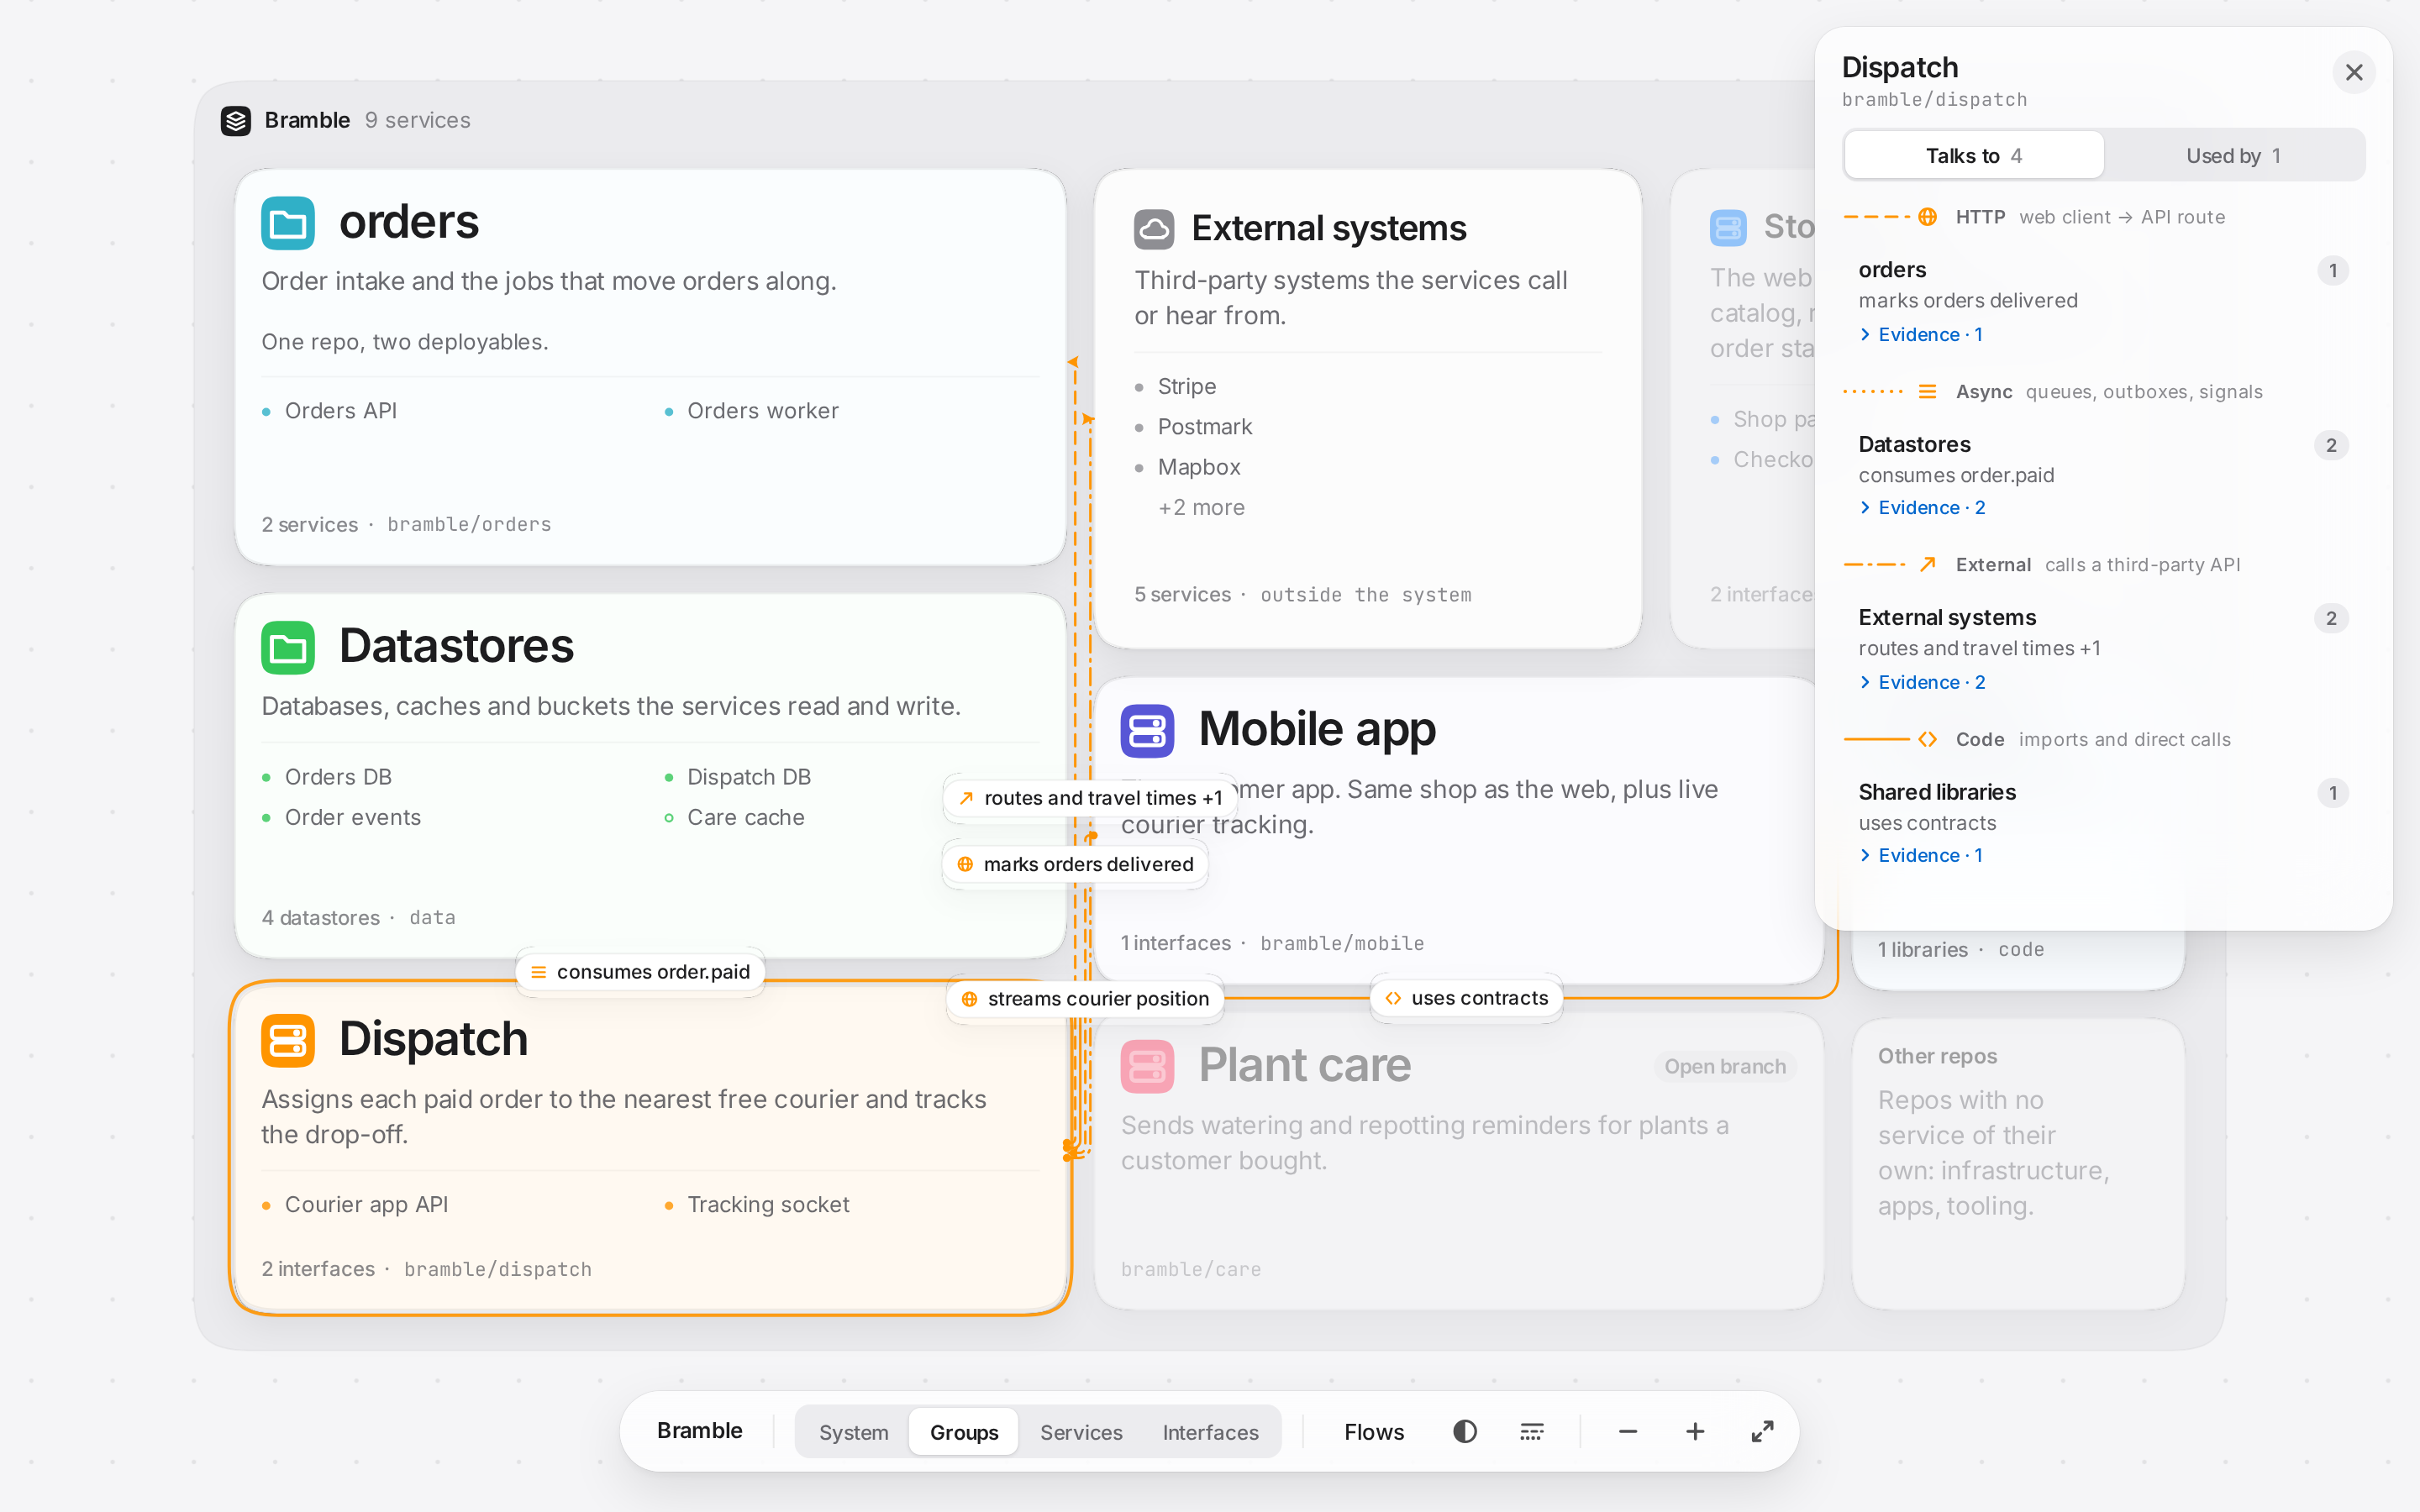 Bramble 9 services
orders
Order intake and the jobs that move orders along.
One repo, two deployables.
Orders API
Orders worker
2 services · bramble/orders
External systems
Third-party systems the services call
or hear from.
Stripe
Postmark
Mapbox
+2 more
5 services · outside the system
The web
catalog,
order
Shop
2 interface
Datastores
Databases, caches and buckets the services read and write.
Orders DB
Dispatch DB
Order events
Care cache
4 datastores · data
Mobile app
app. Same shop as the web, plus live
courier tracking.
1 interfaces · bramble/mobile
routes and travel times +1
marks orders delivered
consumes order.paid
streams courier position
uses contracts
Dispatch
Assigns each paid order to the nearest free courier and tracks
the drop-off.
Courier app API
Tracking socket
2 interfaces · bramble/dispatch
Plant care
Open branch
Sends watering and repotting reminders for plants a
customer bought.
bramble/care
1 libraries · code
Other repos
Repos with no
service of their
own: infrastructure,
apps, tooling.
Dispatch
bramble/dispatch
Talks to 4
Used by 1
HTTP web client → API route
orders 1
marks orders delivered
Evidence · 1
Async queues, outboxes, signals
Datastores 2
consumes order.paid
Evidence · 2
External calls a third-party API
External systems 2
routes and travel times +1
Evidence · 2
Code imports and direct calls
Shared libraries 1
uses contracts
Evidence · 1
Bramble
System
Groups
Services
Interfaces
Flows